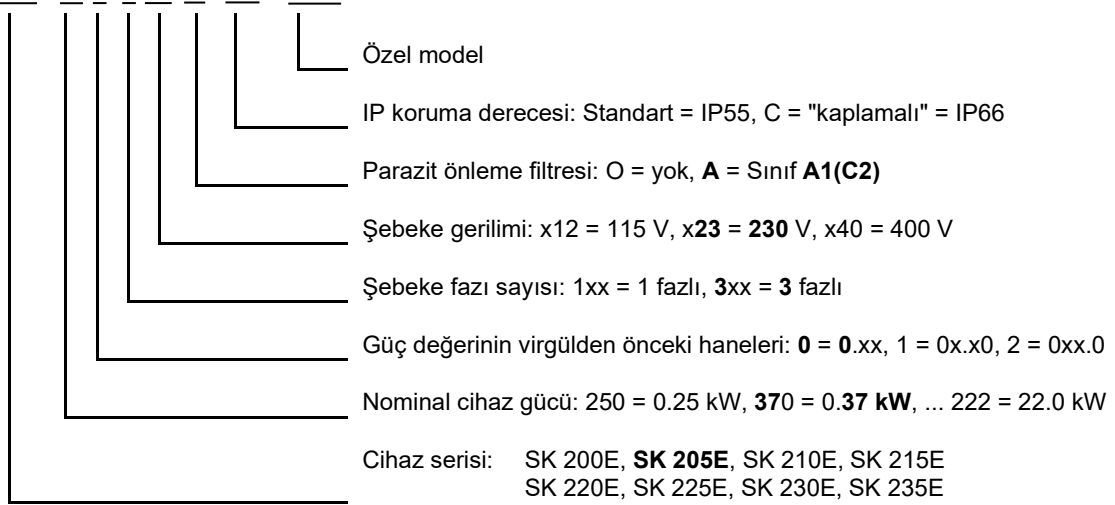 Özel model
IP koruma derecesi: Standart = IP55, C = "kaplamalı" = IP66
Parazit önleme filtresi: O = yok, A = Sınıf A1(C2)
Şebeke gerilimi: x12 = 115 V, x23 = 230 V, x40 = 400 V
Şebeke fazı sayısı: 1xx = 1 fazlı, 3xx = 3 fazlı
Güç değerinin virgülden önceki haneleri: 0 = 0.xx, 1 = 0x.x0, 2 = 0xx.0
Nominal cihaz gücü: 250 = 0.25 kW, 370 = 0.37 kW, ... 222 = 22.0 kW
Cihaz serisi: SK 200E, SK 205E, SK 210E, SK 215E
SK 220E, SK 225E, SK 230E, SK 235E